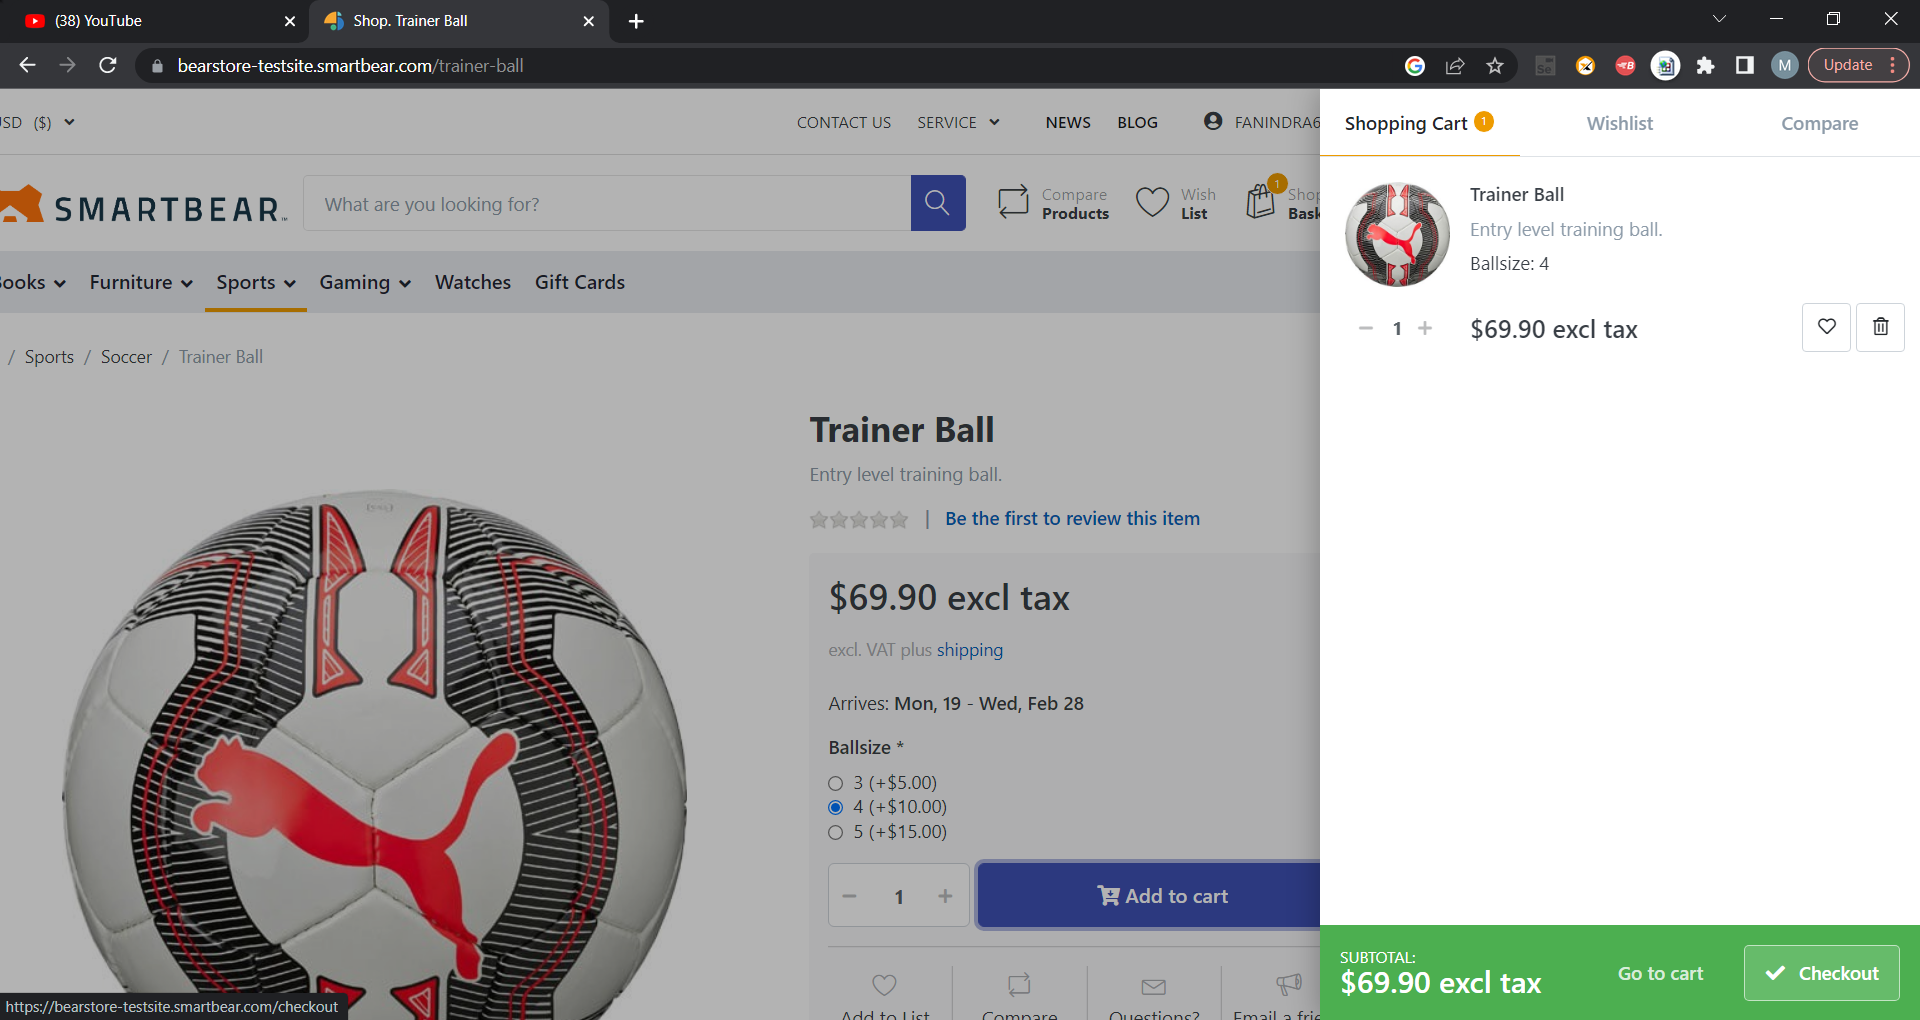 (38) YouTube
Shop. Trainer Ball
bearstore-testsite.smartbear.com/trainer-ball
Se
B
M
Update
SD ($)
CONTACT US
SERVICE
NEWS
BLOG
FANINDRA6
SMARTBEAR
What are you looking for?
Compare
Products
Wish
List
1
Shop
Bask
ooks
Furniture
Sports
Gaming
Watches
Gift Cards
/ Sports / Soccer / Trainer Ball
Trainer Ball
Entry level training ball.
| Be the first to review this item
$69.90 excl tax
excl. VAT plus shipping
Arrives: Mon, 19 - Wed, Feb 28
Ballsize *
3 (+$5.00)
4 (+$10.00)
5 (+$15.00)
1
Add to cart
Add to List
Compare
Questions?
Email a frie
https://bearstore-testsite.smartbear.com/checkout
Shopping Cart 1
Wishlist
Compare
Trainer Ball
Entry level training ball.
Ballsize: 4
1
$69.90 excl tax
SUBTOTAL:
$69.90 excl tax
Go to cart
Checkout